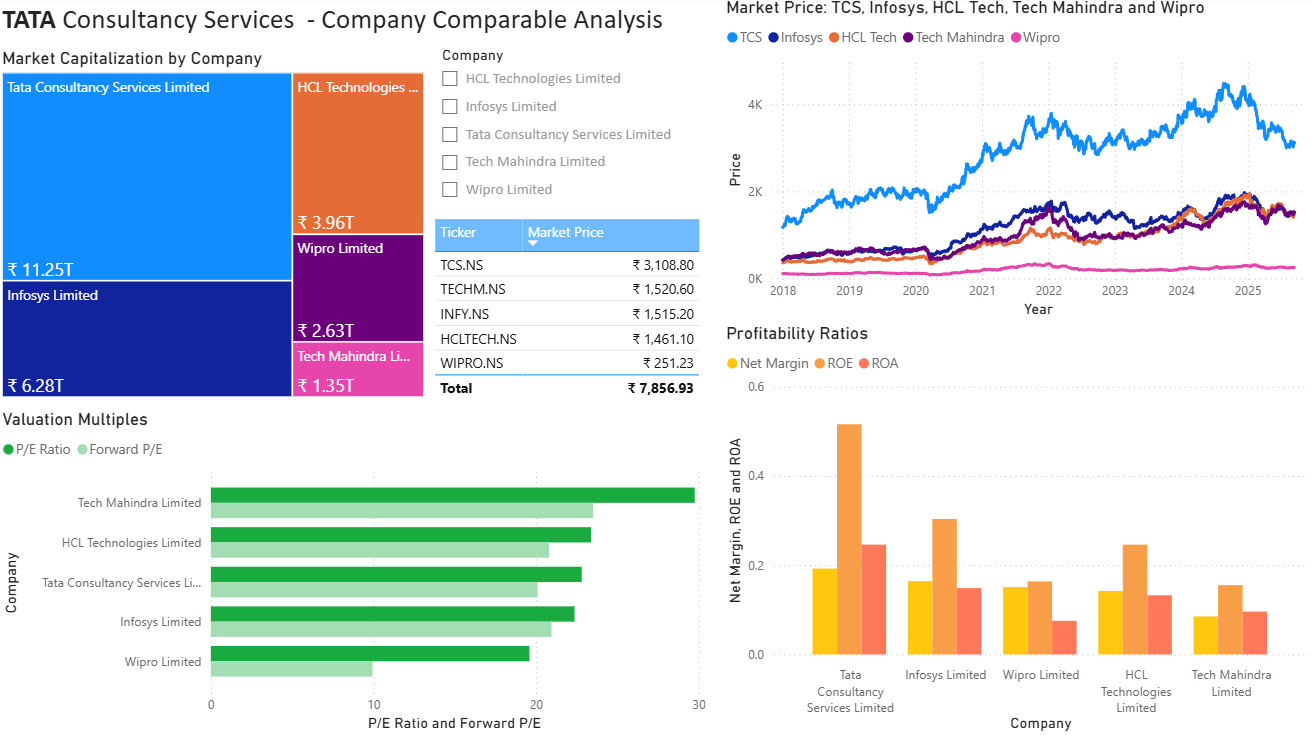 TATA Consultancy Services - Company Comparable Analysis
Market Capitalization by Company
Tata Consultancy Services Limited
₹ 11.25T
Infosys Limited
₹ 6.28T
HCL Technologies ...
₹ 3.96T
Wipro Limited
₹ 2.63T
Tech Mahindra Li...
₹ 1.35T
Company
HCL Technologies Limited
Infosys Limited
Tata Consultancy Services Limited
Tech Mahindra Limited
Wipro Limited
Ticker Market Price
TCS.NS ₹ 3,108.80
TECHM.NS ₹ 1,520.60
INFY.NS ₹ 1,515.20
HCLTECH.NS ₹ 1,461.10
WIPRO.NS ₹ 251.23
Total ₹ 7,856.93
Market Price: TCS, Infosys, HCL Tech, Tech Mahindra and Wipro
TCS Infosys HCL Tech Tech Mahindra Wipro
Price
4K
2K
0K
2018 2019 2020 2021 2022 2023 2024 2025
Year
Valuation Multiples
P/E Ratio Forward P/E
Company
Tech Mahindra Limited
HCL Technologies Limited
Tata Consultancy Services Li...
Infosys Limited
Wipro Limited
0 10 20 30
P/E Ratio and Forward P/E
Profitability Ratios
Net Margin ROE ROA
Net Margin, ROE and ROA
0.6
0.4
0.2
0.0
Tata
Consultancy
Services Limited
Infosys Limited
Wipro Limited
HCL
Technologies
Limited
Tech Mahindra
Limited
Company